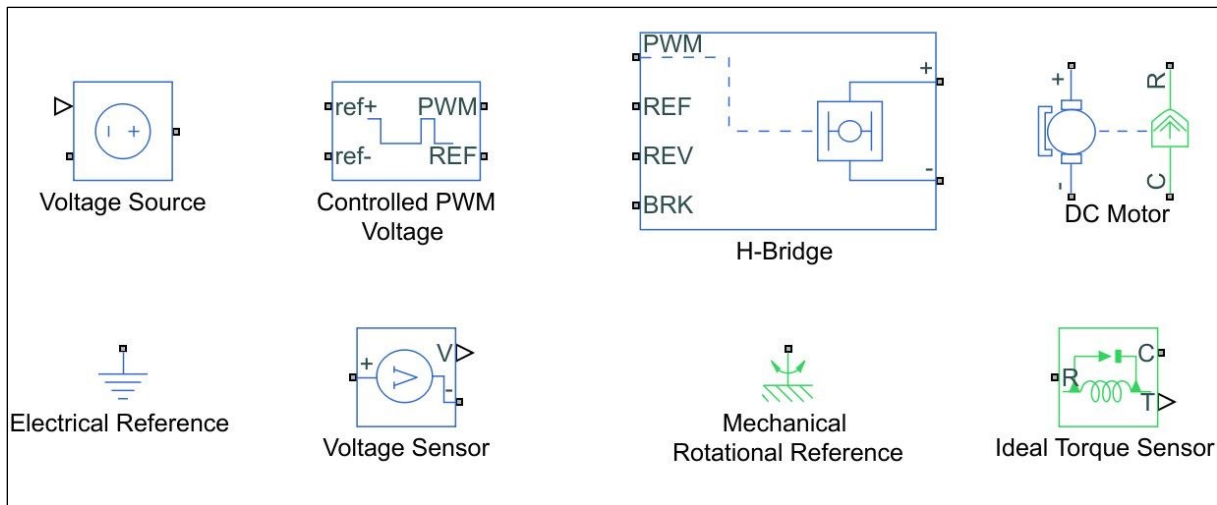 PWM
REF
REV
BRK
+
-
H-Bridge
- +
Voltage Source
ref+ PWM
ref- REF
Controlled PWM
Voltage
+
-
R
C
DC Motor
Electrical Reference
+
V
V
-
Voltage Sensor
Mechanical
Rotational Reference
R
C
T
Ideal Torque Sensor